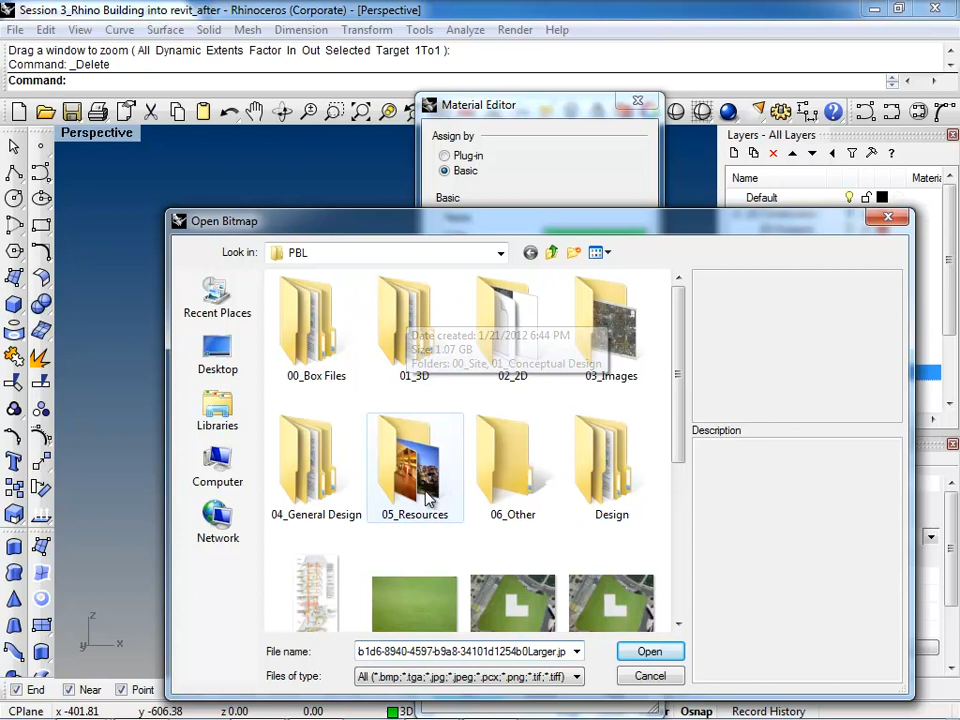 Session 3_Rhino Building into revit_after - Rhinoceros (Corporate) - [Perspective]
File Edit View Curve Surface Solid Mesh Dimension Transform Tools Analyze Render Help
Drag a window to zoom ( All Dynamic Extents Factor In Out Selected Target 1To1 ):
Command: _Delete
Command:
Perspective
Material Editor
Layers - All Layers
Assign by
Plug-in
Basic
Basic
Name Materia
Default
Open Bitmap
Look in: PBL
Recent Places
Desktop
Libraries
Computer
Network
Date created: 1/21/2012 6:44 PM
Size: 1.07 GB
Folders: 00_Site, 01_Conceptual Design
00_Box Files 01_3D 02_2D 03_Images
04_General Design 05_Resources 06_Other Design
Description
File name: b1d6-8940-4597-b9a8-34101d1254b0Larger.jp Open
Files of type: All (*.bmp;*.tga;*.jpg;*.jpeg;*.pcx;*.png;*.tif;*.tiff) Cancel
z
y x
End Near Point
CPlane x -401.81 y -606.38 z 0.00 0.00 3D Osnap Record History